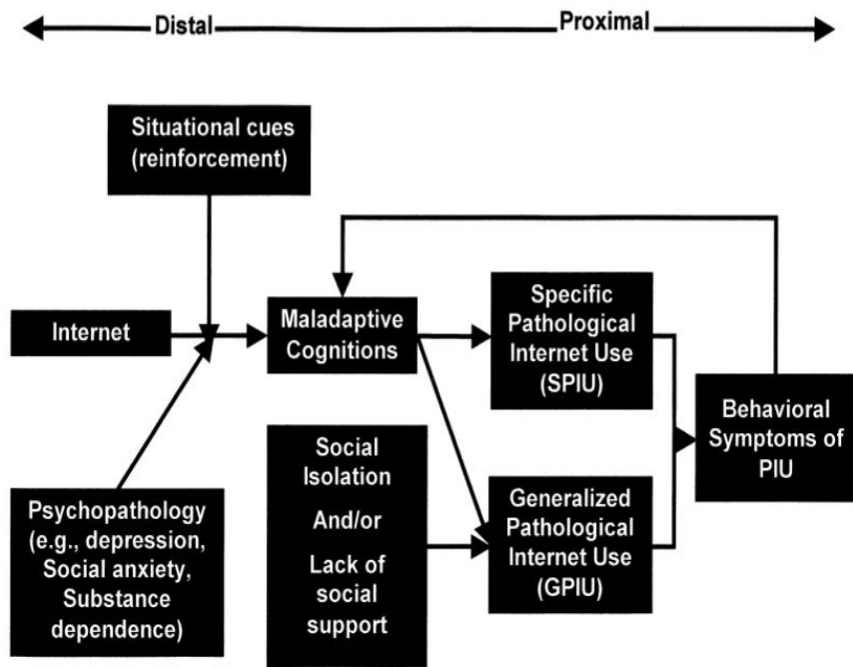 Distal
Proximal
Situational cues
(reinforcement)
Internet
Maladaptive
Cognitions
Specific
Pathological
Internet Use
(SPIU)
Behavioral
Symptoms of
PIU
Psychopathology
(e.g., depression,
Social anxiety,
Substance
dependence)
Social
Isolation
And/or
Lack of
social
support
Generalized
Pathological
Internet Use
(GPIU)